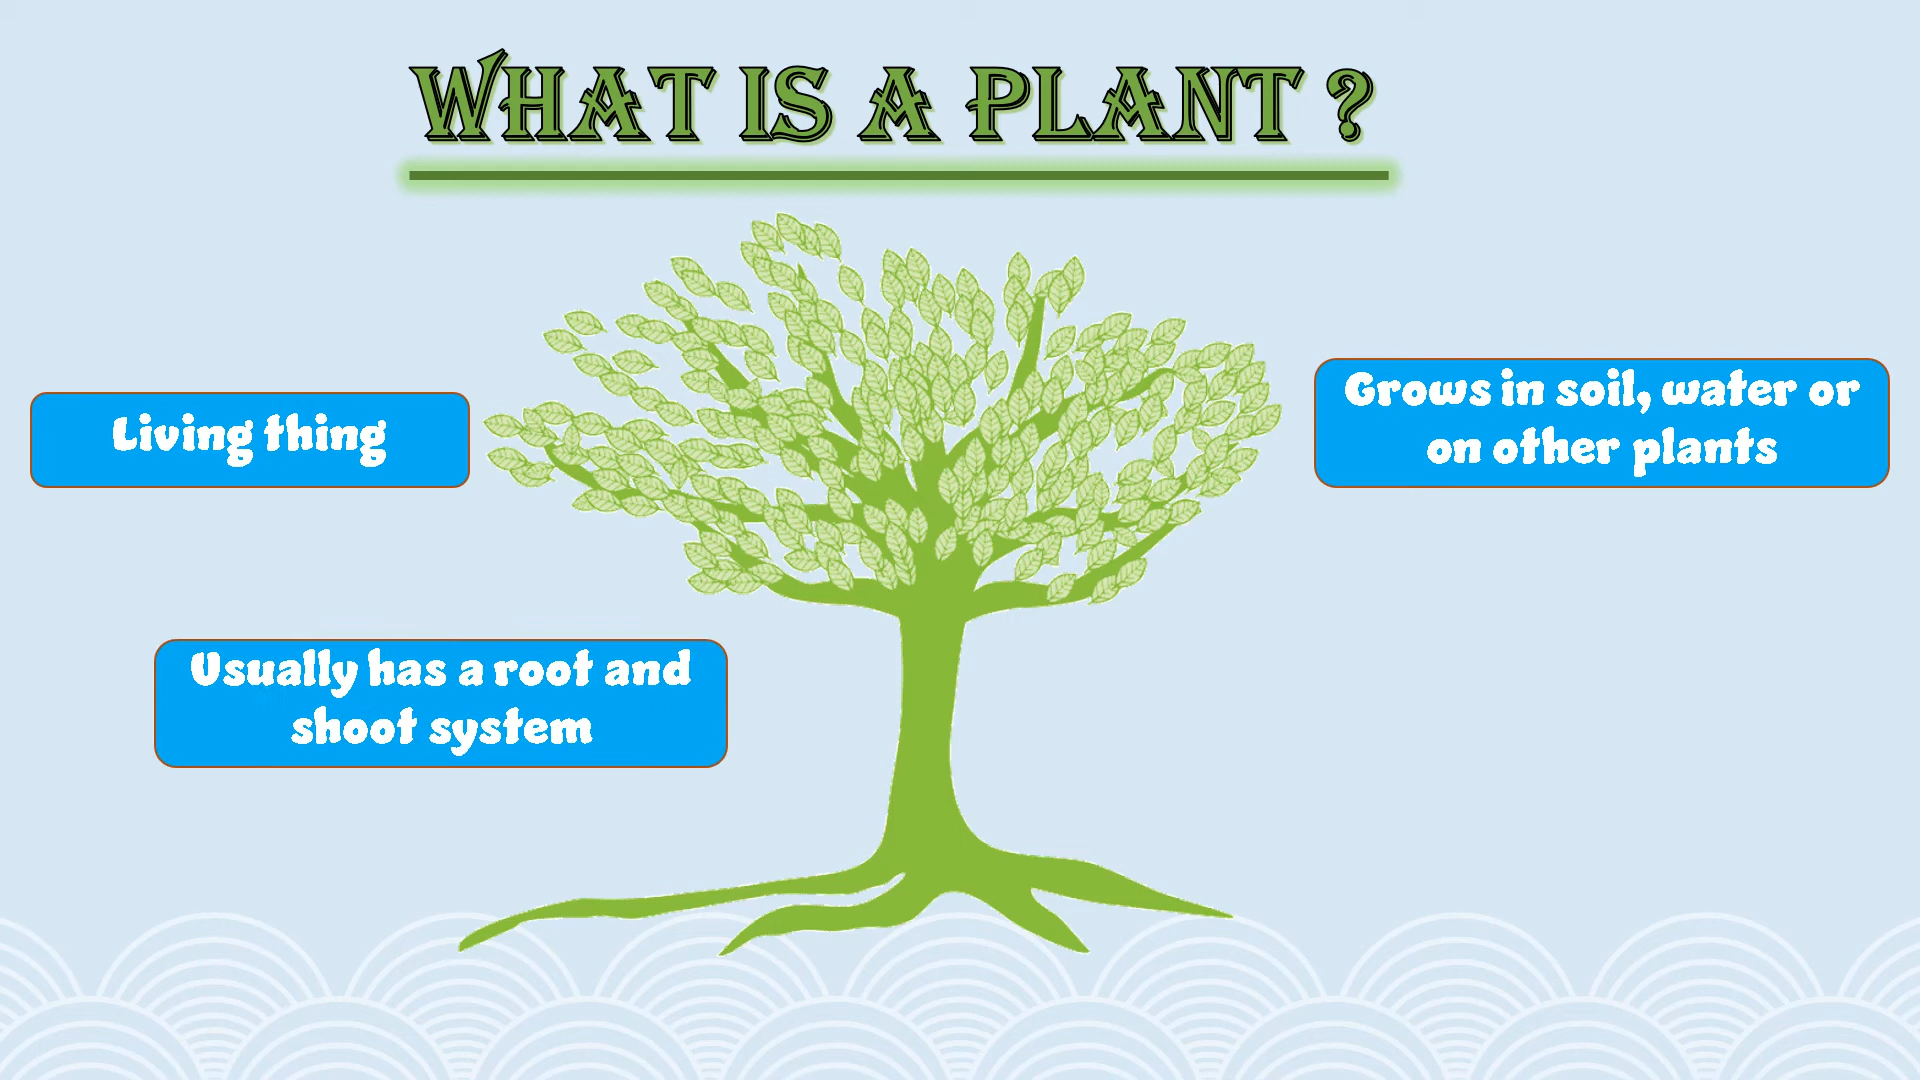 WHAT IS A PLANT ?
Living thing
Grows in soil, water or
on other plants
Usually has a root and
shoot system